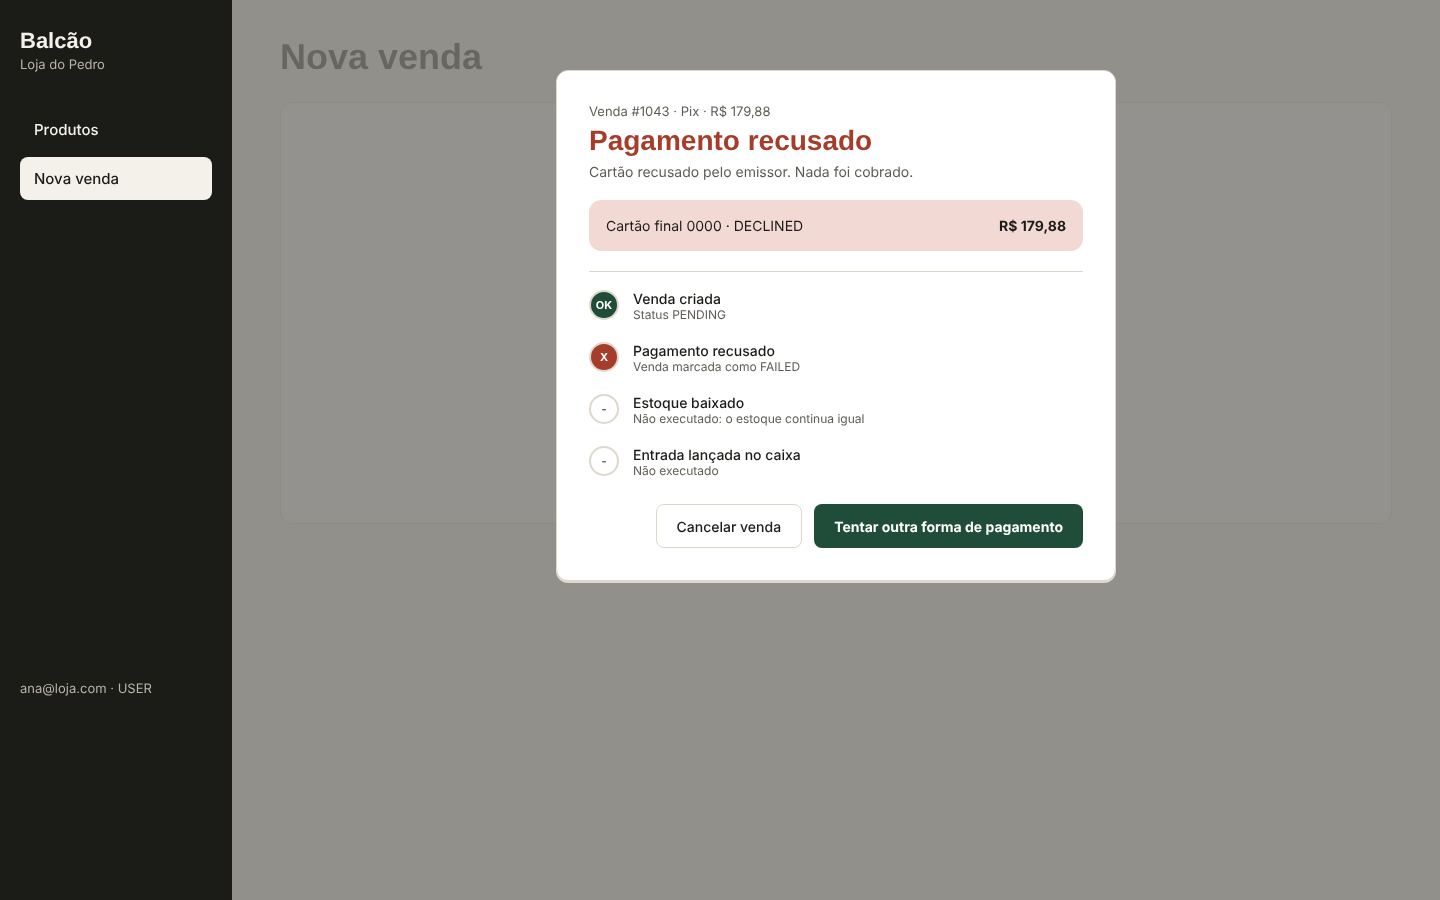 Balcão
Loja do Pedro
Produtos
Nova venda
ana@loja.com · USER
Nova venda
Venda #1043 · Pix · R$ 179,88
Pagamento recusado
Cartão recusado pelo emissor. Nada foi cobrado.
Cartão final 0000 · DECLINED R$ 179,88
OK Venda criada
Status PENDING
X Pagamento recusado
Venda marcada como FAILED
- Estoque baixado
Não executado: o estoque continua igual
- Entrada lançada no caixa
Não executado
Cancelar venda Tentar outra forma de pagamento